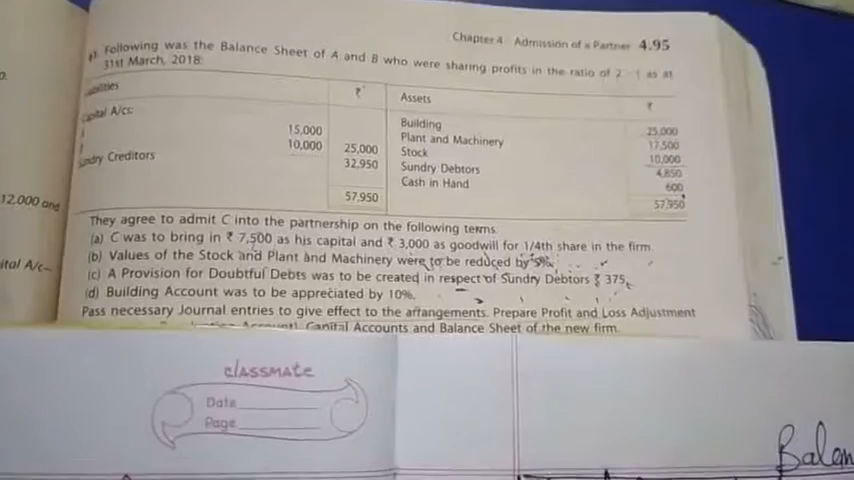 Chapter 4 Admission of a Partner 4.95
Following was the Balance Sheet of A and B who were sharing profits in the ratio of 2 : 1 as at
31st March, 2018:
₹ Assets ₹
Capital A/cs: Building 25,000
15,000 Plant and Machinery 17,500
10,000 25,000 Stock 10,000
Sundry Creditors 32,950 Sundry Debtors 4,850
Cash in Hand 600
57,950 57,950
They agree to admit C into the partnership on the following terms.
(a) C was to bring in ₹ 7,500 as his capital and ₹ 3,000 as goodwill for 1/4th share in the firm.
(b) Values of the Stock and Plant and Machinery were to be reduced by 5%.
(c) A Provision for Doubtful Debts was to be created in respect of Sundry Debtors ₹ 375.
(d) Building Account was to be appreciated by 10%.
Pass necessary Journal entries to give effect to the arrangements. Prepare Profit and Loss Adjustment
Account) Capital Accounts and Balance Sheet of the new firm.
12,000 and
ital A/c—
classmate
Date
Page